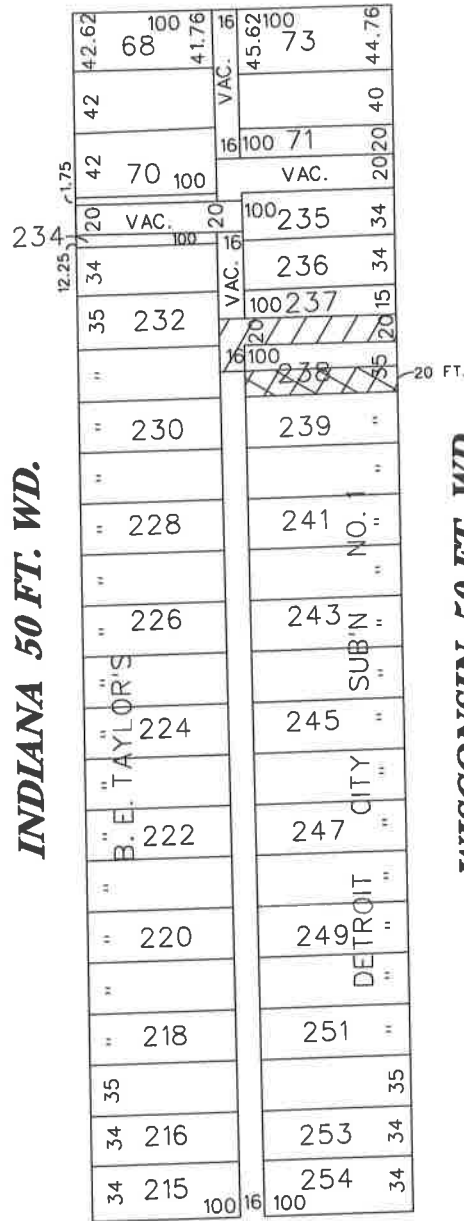 42.62 100 68 41.76 16 45.62 100 73 44.76
VAC.
42 40
16 100 71 20
42 70 100 VAC. 20
1.75
20 VAC. 20 100 235 34
234 100 16
12.25 34 236 34
VAC.
35 232 100 237 15
20 20
16 100 238 35 20 FT.
"
" 230 239 "
" "
" 228 241 "
" "
" 226 243 "
" "
" 224 245 "
" "
" 222 247 "
" "
" 220 249 "
" "
" 218 251 "
35 35
34 216 253 34
34 215 254 34
100 16 100
B. E. TAYLOR'S
DETROIT CITY SUB'N NO. 1
INDIANA 50 FT. WD.
WISCONSIN 50 FT. WD.